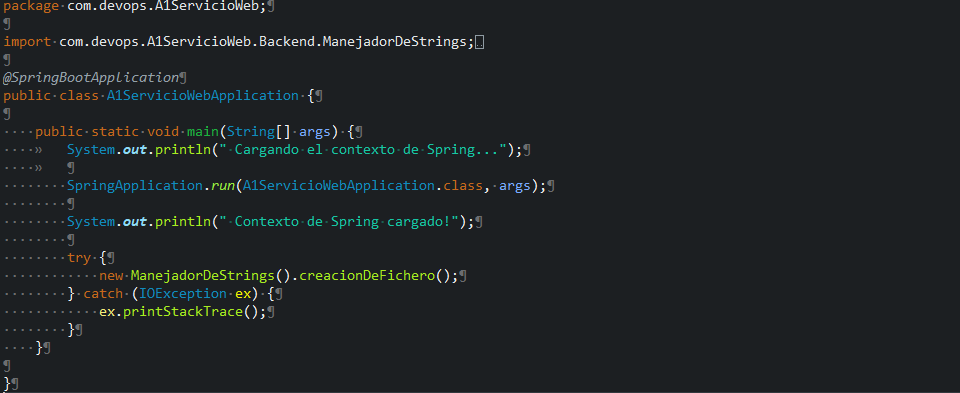 package com.devops.A1ServicioWeb;

import com.devops.A1ServicioWeb.Backend.ManejadorDeStrings;

@SpringBootApplication
public class A1ServicioWebApplication {

    public static void main(String[] args) {
        System.out.println(" Cargando el contexto de Spring...");
        
        SpringApplication.run(A1ServicioWebApplication.class, args);
        
        System.out.println(" Contexto de Spring cargado!");
        
        try {
            new ManejadorDeStrings().creacionDeFichero();
        } catch (IOException ex) {
            ex.printStackTrace();
        }
    }

}